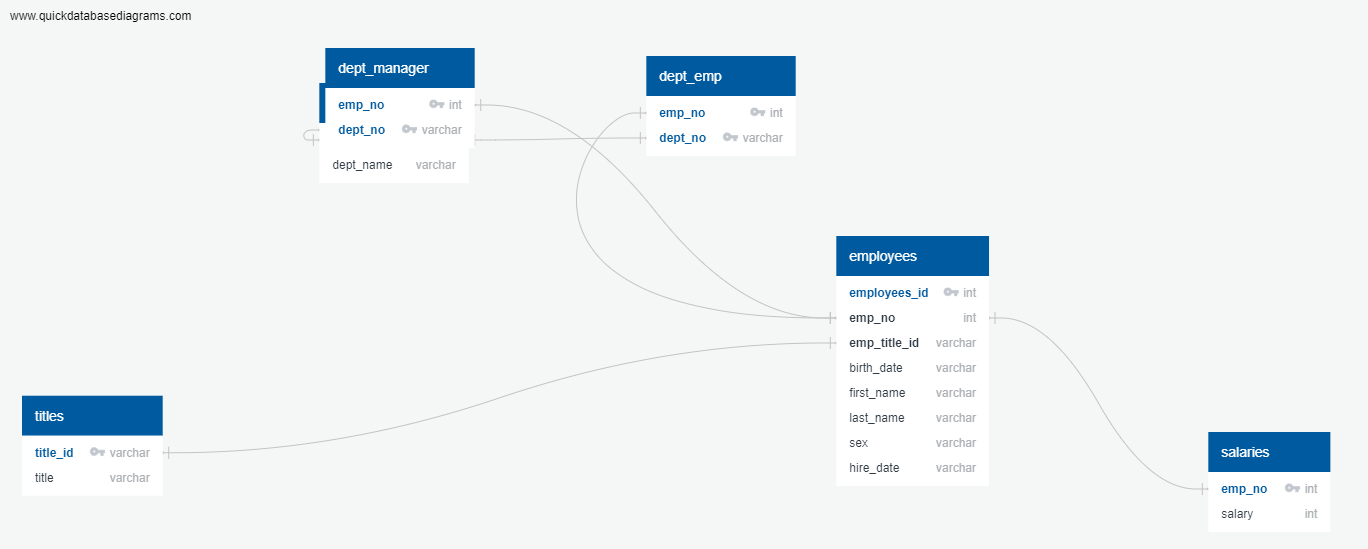 www.quickdatabasediagrams.com
dept_manager
emp_no int
dept_no varchar
dept_name varchar
dept_emp
emp_no int
dept_no varchar
employees
employees_id int
emp_no int
emp_title_id varchar
birth_date varchar
first_name varchar
last_name varchar
sex varchar
hire_date varchar
titles
title_id varchar
title varchar
salaries
emp_no int
salary int